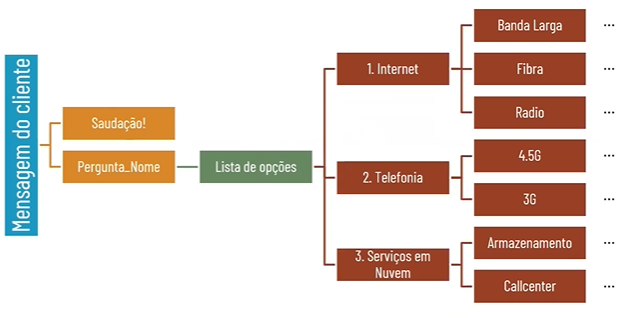 Mensagem do cliente
Saudação!
Pergunta_Nome
Lista de opções
1. Internet
Banda Larga
...
Fibra
...
Radio
...
2. Telefonia
4.5G
...
3G
...
3. Serviços em
Nuvem
Armazenamento
...
Callcenter
...